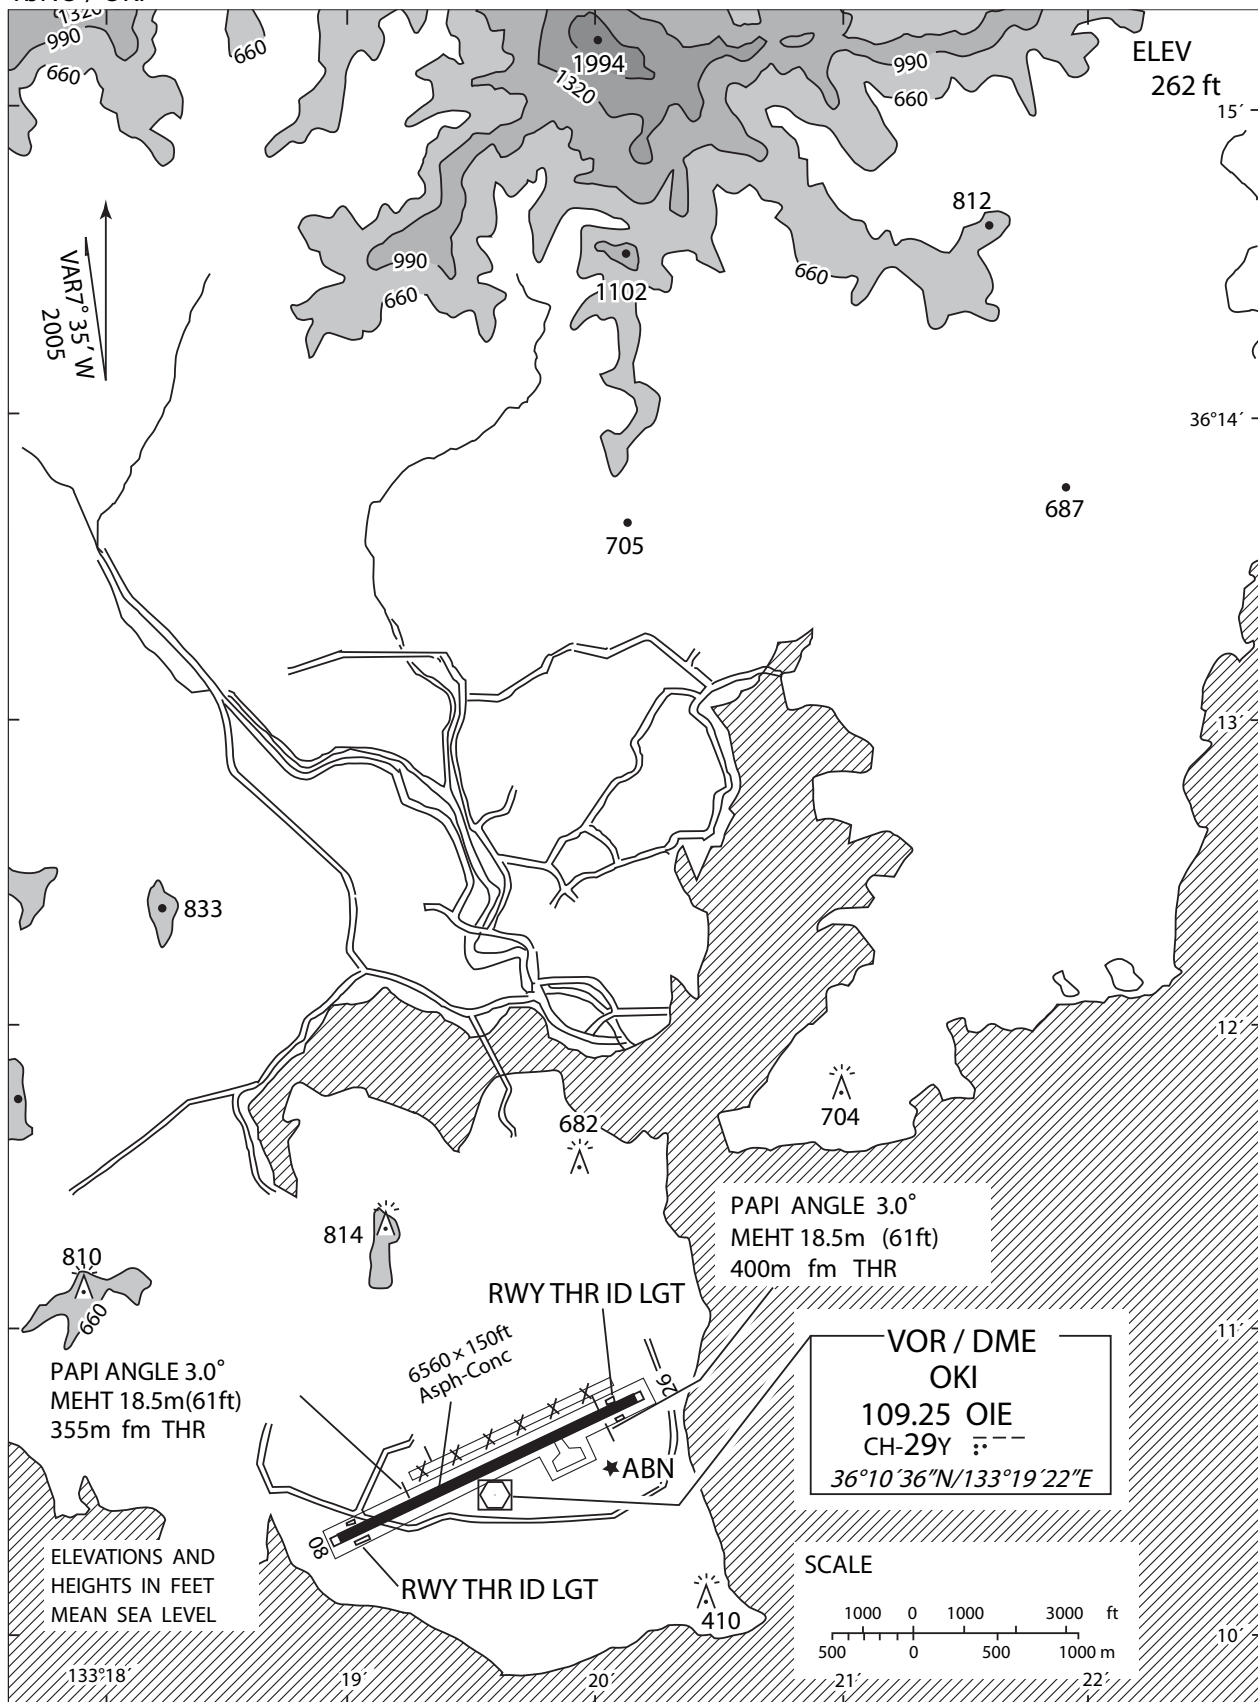 1320
990
660
660
1994
1320
990
660
ELEV
262 ft
15´
812
VAR7° 35´ W
2005
990
660
1102
660
36°14´
687
705
13´
833
12´
704
682
814
810
660
PAPI ANGLE 3.0°
MEHT 18.5m (61ft)
400m fm THR
RWY THR ID LGT
11´
6560 × 150ft
Asph-Conc
PAPI ANGLE 3.0°
MEHT 18.5m(61ft)
355m fm THR
26
VOR / DME
OKI
109.25 OIE
CH-29Y
36°10´36″N/133°19´22″E
ABN
08
ELEVATIONS AND
HEIGHTS IN FEET
MEAN SEA LEVEL
RWY THR ID LGT
410
SCALE
1000 0 1000 3000 ft
500 0 500 1000 m
10´
133°18´ 19´ 20´ 21´ 22´